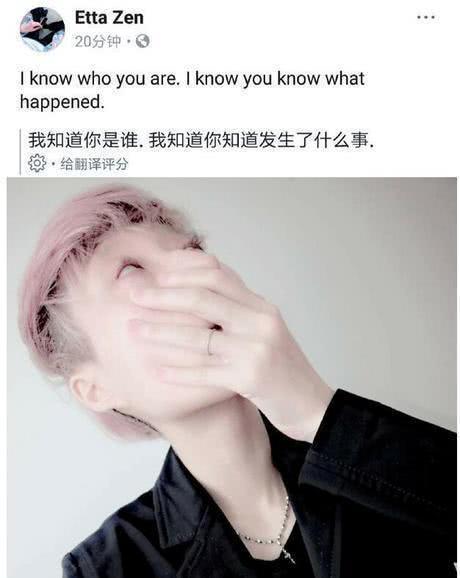 Etta Zen
20分钟 ·
I know who you are. I know you know what
happened.
我知道你是谁. 我知道你知道发生了什么事.
· 给翻译评分